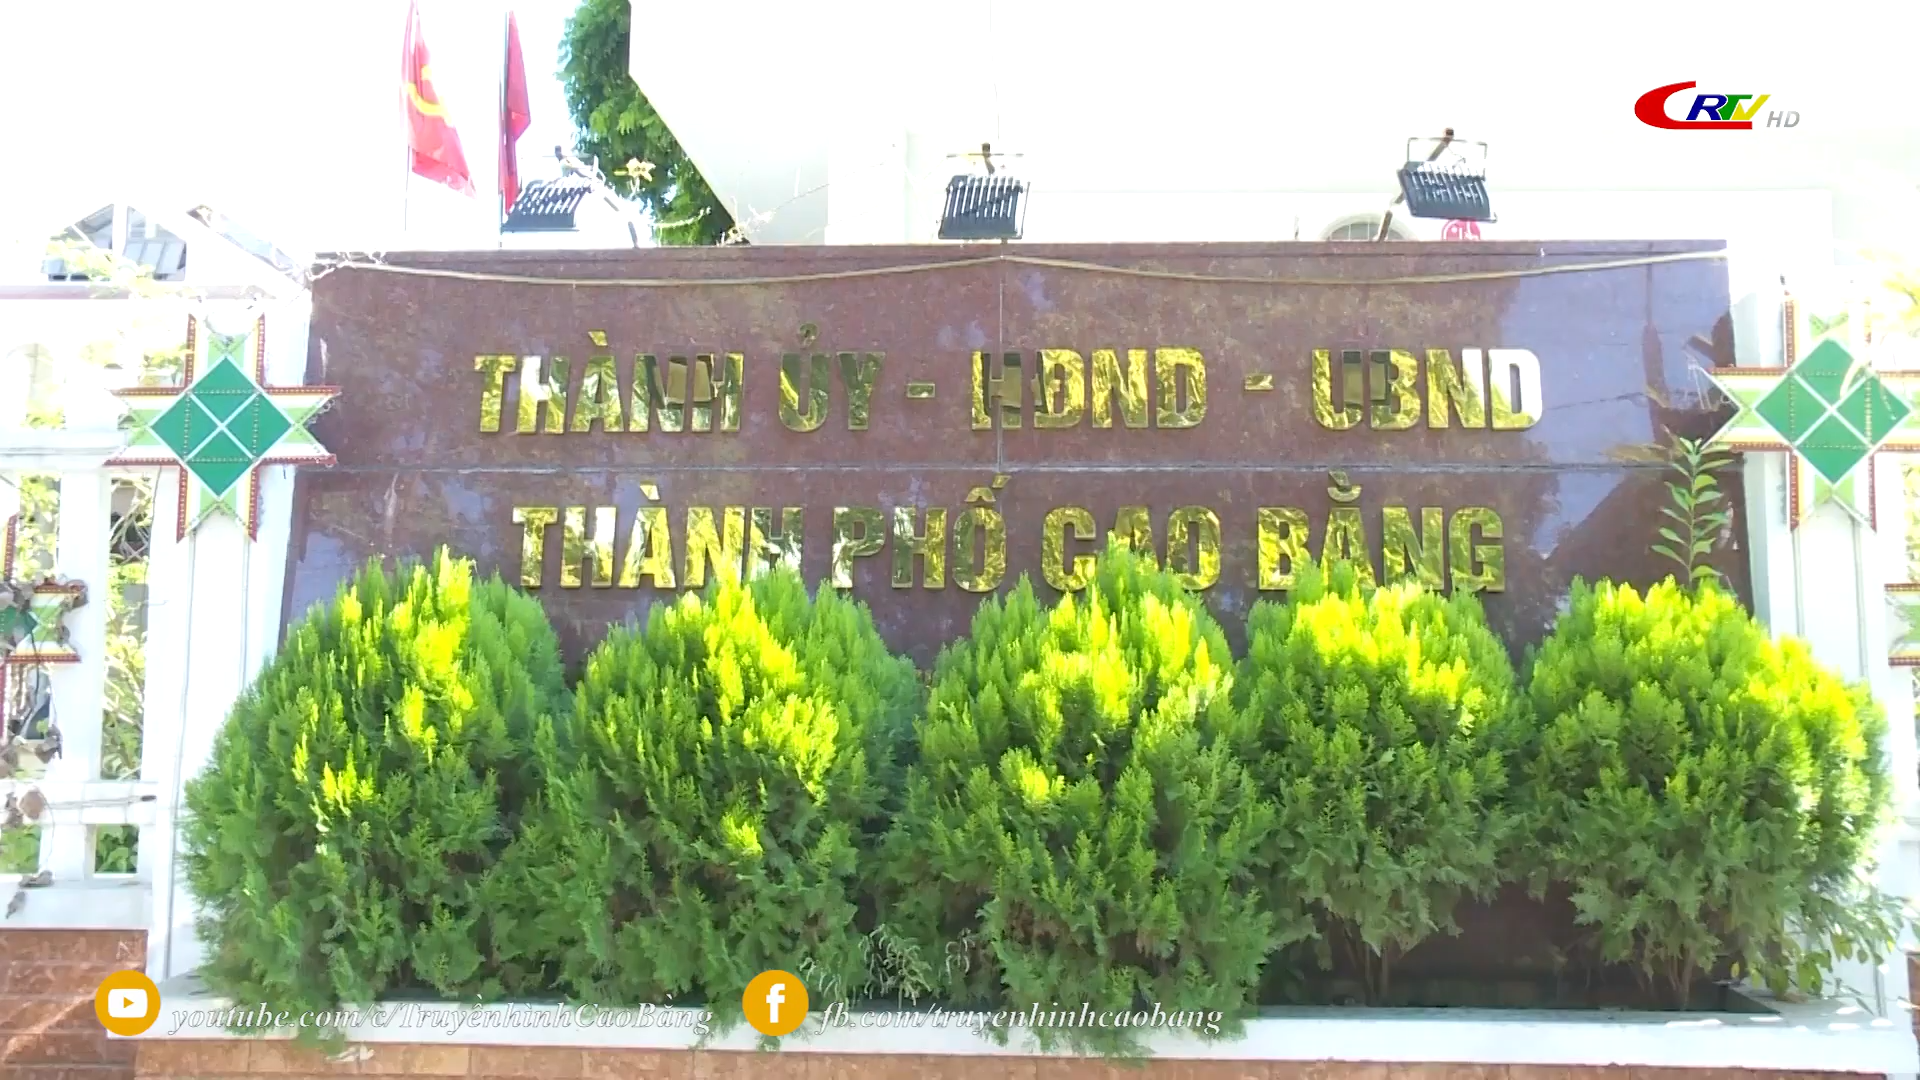 CRTV HD
THÀNH ỦY - HĐND - UBND
THÀNH PHỐ CAO BẰNG
youtube.com/c/TruyềnhìnhCaoBằng
fb.com/truyenhinhcaobang